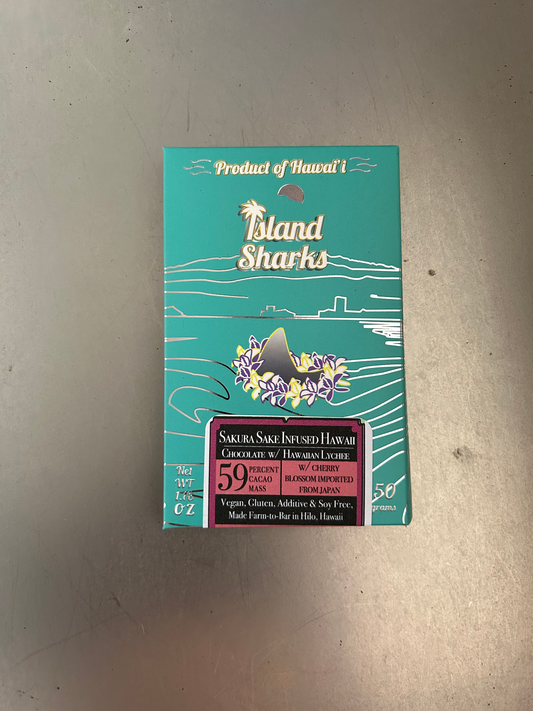 Product of Hawai'i
Island
Sharks
SAKURA SAKE INFUSED HAWAII
CHOCOLATE W/ HAWAIIAN LYCHEE
59 PERCENT
CACAO
MASS
W/ CHERRY
BLOSSOM IMPORTED
FROM JAPAN
Vegan, Gluten, Additive & Soy Free,
Made Farm-to-Bar in Hilo, Hawaii
Net
WT
OZ
50
grams